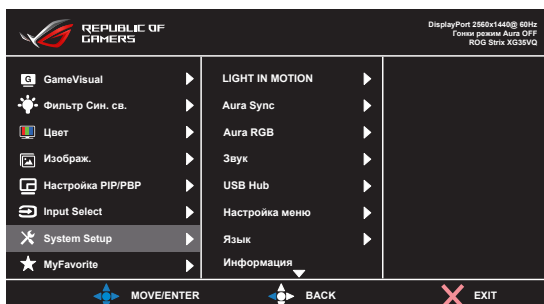 REPUBLIC OF
GAMERS
DisplayPort 2560x1440@ 60Hz
Гонки режим Aura OFF
ROG Strix XG35VQ
G GameVisual
Фильтр Син. св.
Цвет
Изображ.
Настройка PIP/PBP
Input Select
System Setup
MyFavorite
LIGHT IN MOTION
Aura Sync
Aura RGB
Звук
USB Hub
Настройка меню
Язык
Информация
MOVE/ENTER
BACK
EXIT